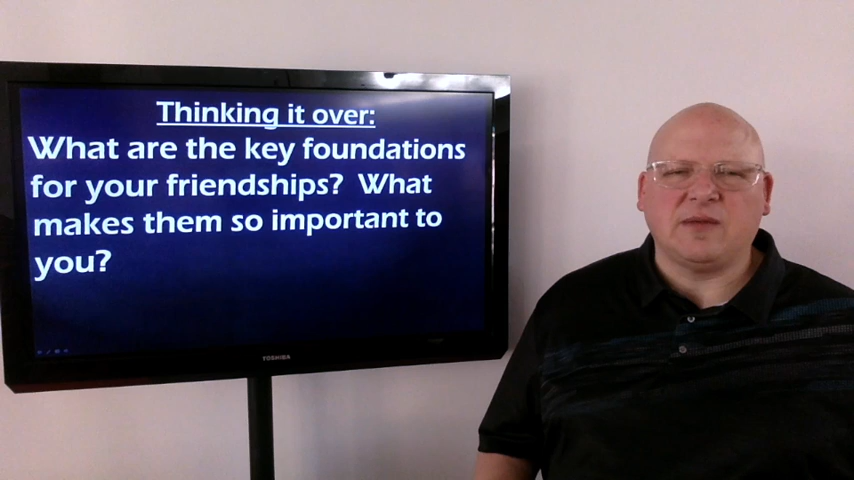 Thinking it over:
What are the key foundations
for your friendships?  What
makes them so important to
you?
TOSHIBA